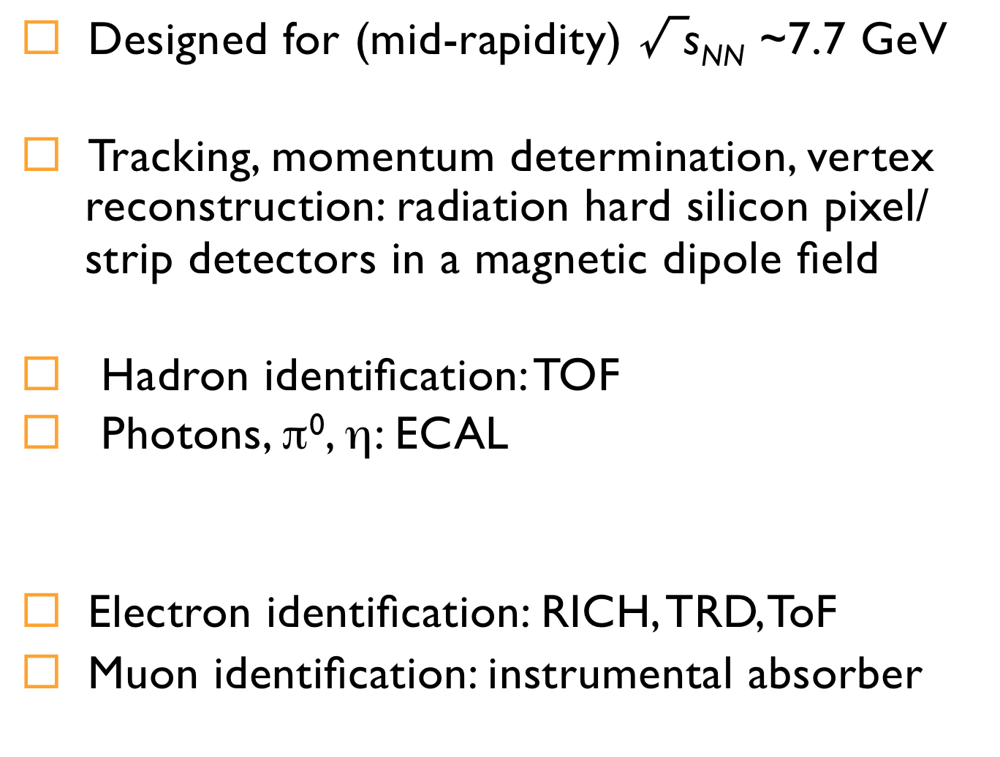 □ Designed for (mid-rapidity) √s_NN ~7.7 GeV
□ Tracking, momentum determination, vertex
reconstruction: radiation hard silicon pixel/
strip detectors in a magnetic dipole field
□ Hadron identification: TOF
□ Photons, π⁰, η: ECAL
□ Electron identification: RICH, TRD, ToF
□ Muon identification: instrumental absorber